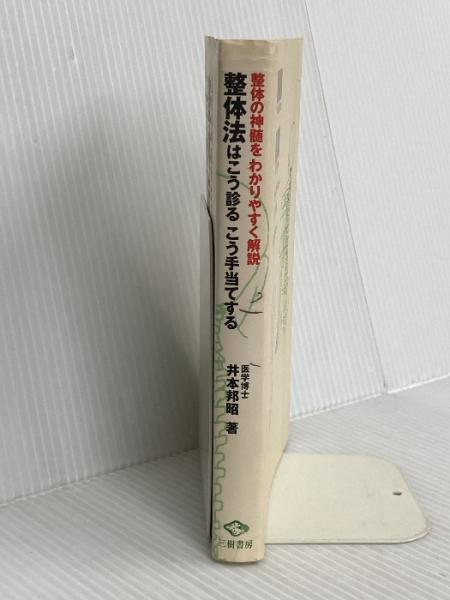 整体の神髄を わかりやすく解説
整体法はこう診る こう手当てする
医学博士
井本邦昭 著
三樹書房